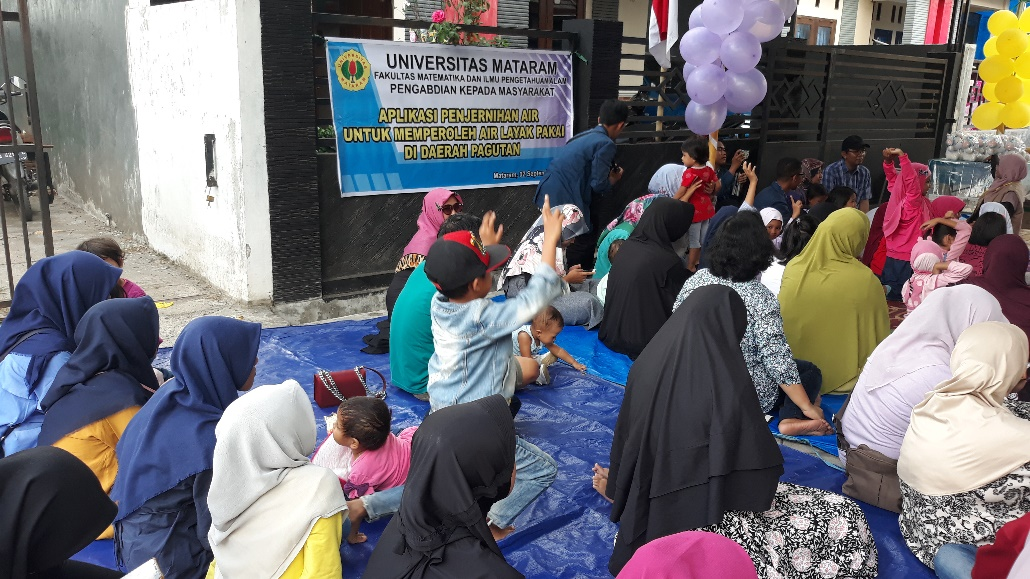 UNIVERSITAS MATARAM
FAKULTAS MATEMATIKA DAN ILMU PENGETAHUAN ALAM
PENGABDIAN KEPADA MASYARAKAT
APLIKASI PENJERNIHAN AIR
UNTUK MEMPEROLEH AIR LAYAK PAKAI
DI DAERAH PAGUTAN
Mataram,